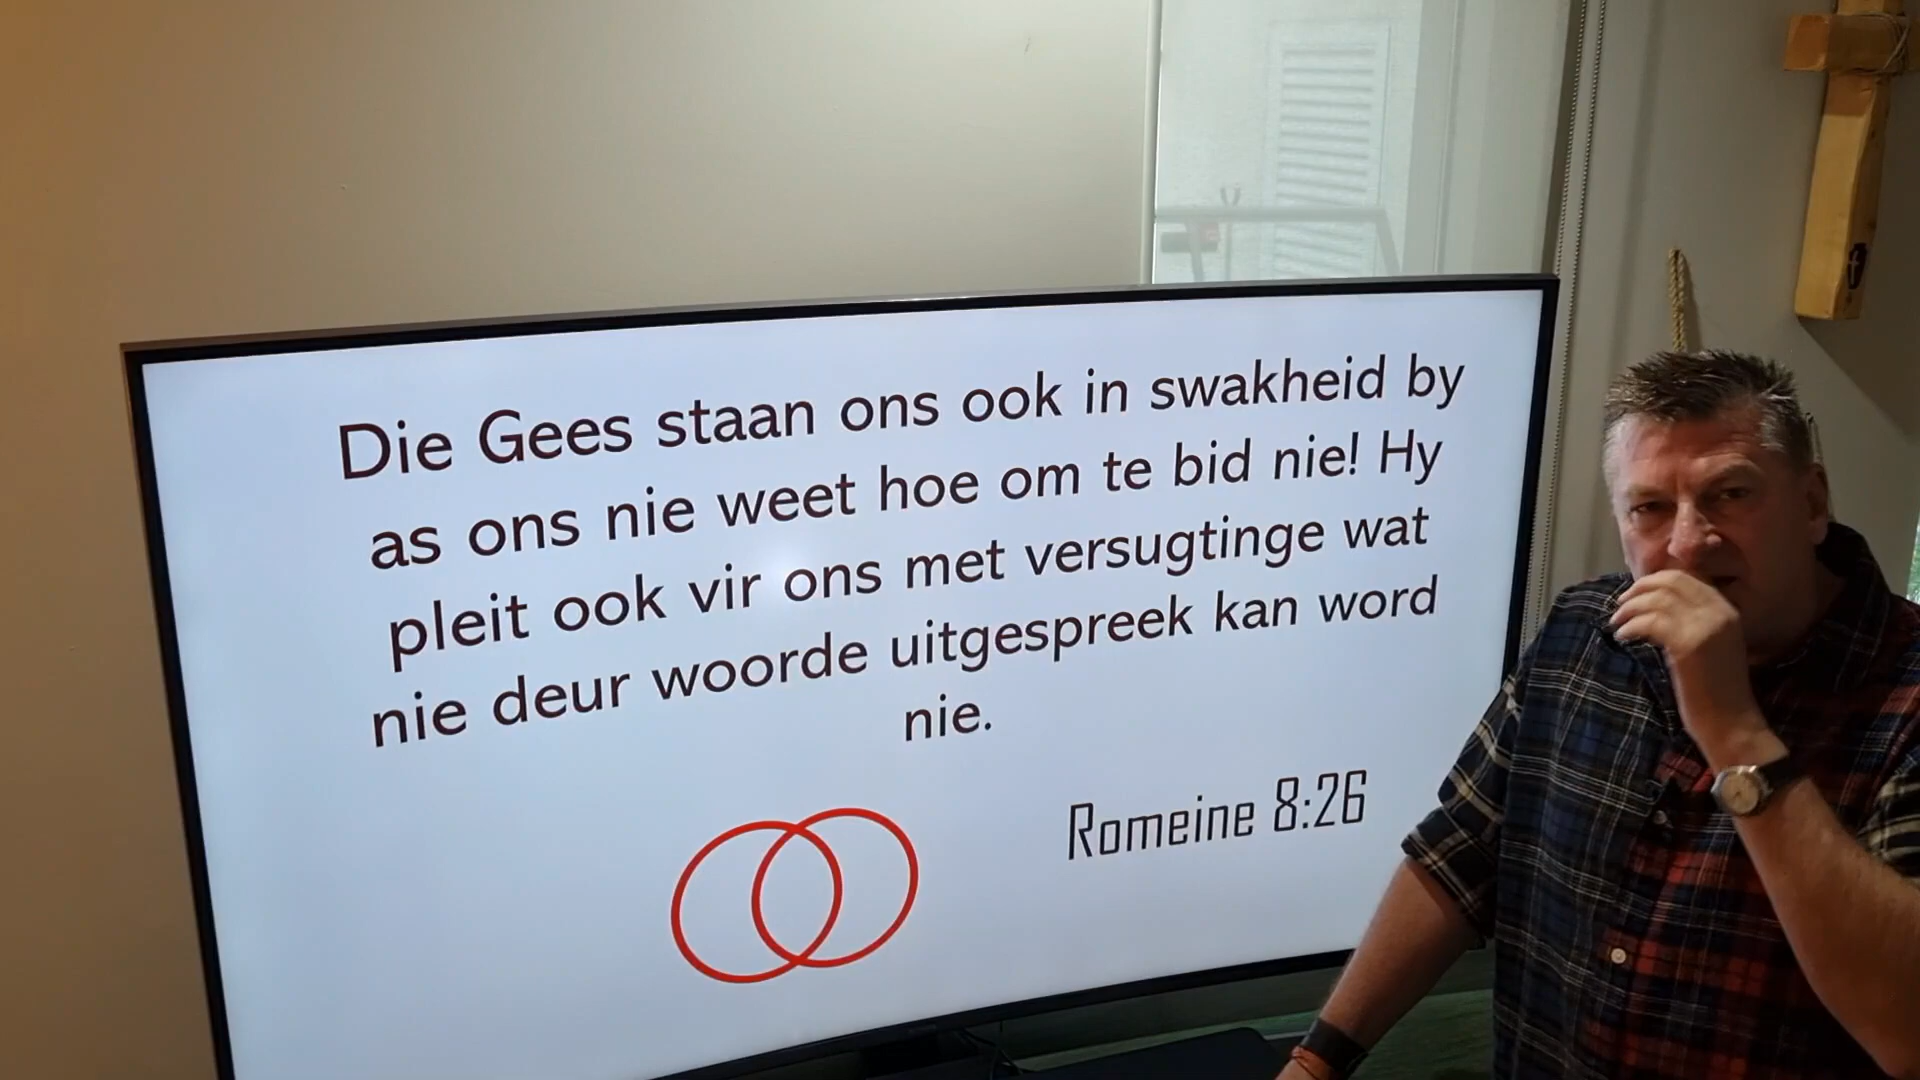 Die Gees staan ons ook in swakheid by
as ons nie weet hoe om te bid nie! Hy
pleit ook vir ons met versugtinge wat
nie deur woorde uitgespreek kan word
nie.
Romeine 8:26